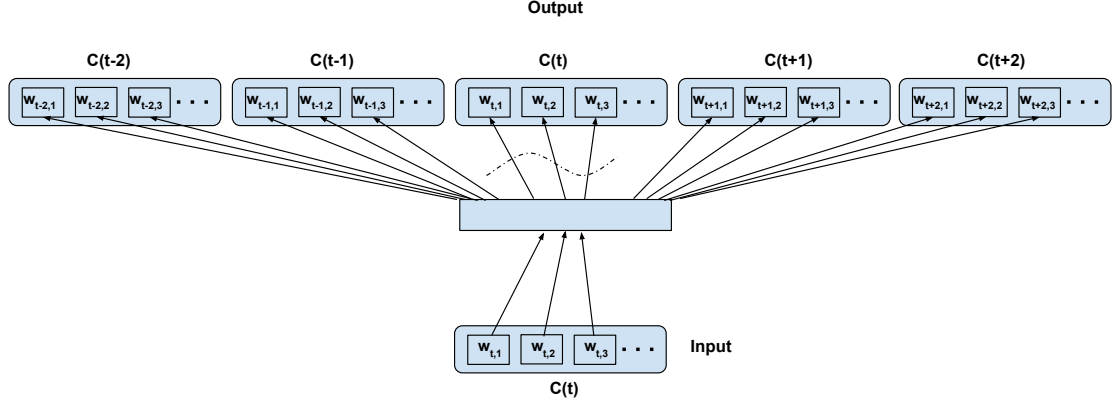 Output
C(t-2) C(t-1) C(t) C(t+1) C(t+2)
w t-2,1 w t-2,2 w t-2,3 . . . w t-1,1 w t-1,2 w t-1,3 . . . w t,1 w t,2 w t,3 . . . w t+1,1 w t+1,2 w t+1,3 . . . w t+2,1 w t+2,2 w t+2,3 . . .
w t,1 w t,2 w t,3 . . . Input
C(t)